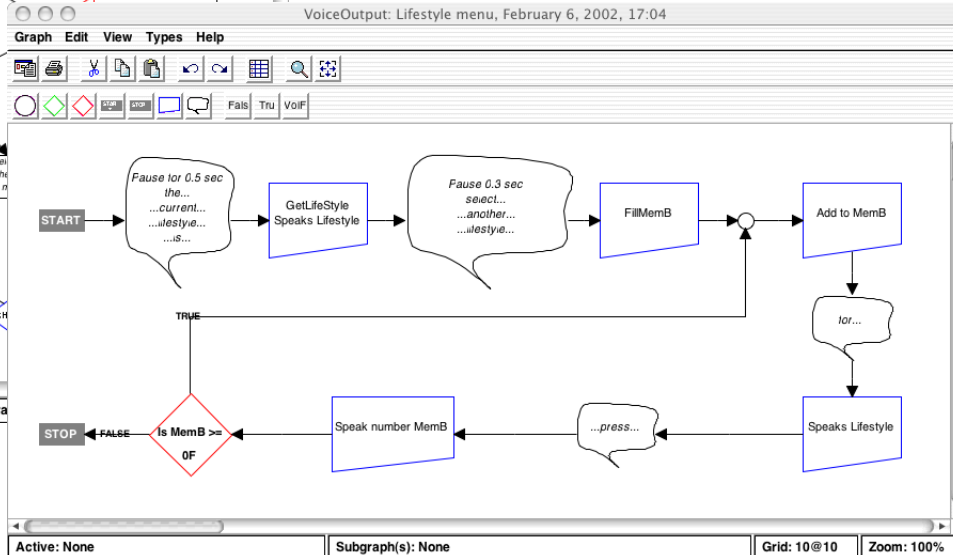 VoiceOutput: Lifestyle menu, February 6, 2002, 17:04
Graph Edit View Types Help
START STOP Fals Tru VolF
START
Pause for 0.5 sec
the...
...current...
...lifestyle...
...is...
GetLifeStyle
Speaks Lifestyle
Pause 0.3 sec
select...
...another...
...lifestyle...
FillMemB
Add to MemB
for...
TRUE
Speaks Lifestyle
...press...
Speak number MemB
Is MemB >=
0F
FALSE
STOP
Active: None
Subgraph(s): None
Grid: 10@10
Zoom: 100%